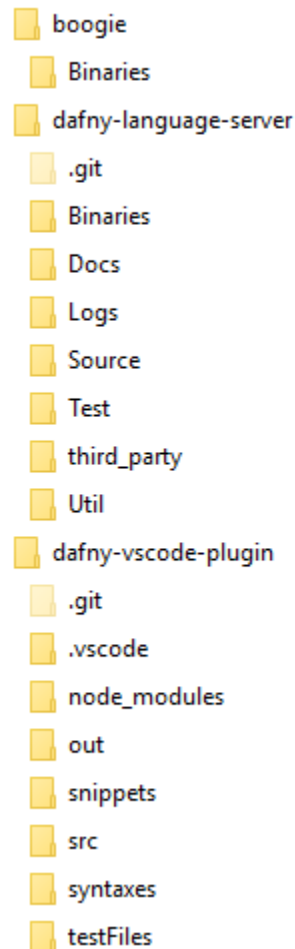 boogie
Binaries
dafny-language-server
.git
Binaries
Docs
Logs
Source
Test
third_party
Util
dafny-vscode-plugin
.git
.vscode
node_modules
out
snippets
src
syntaxes
testFiles